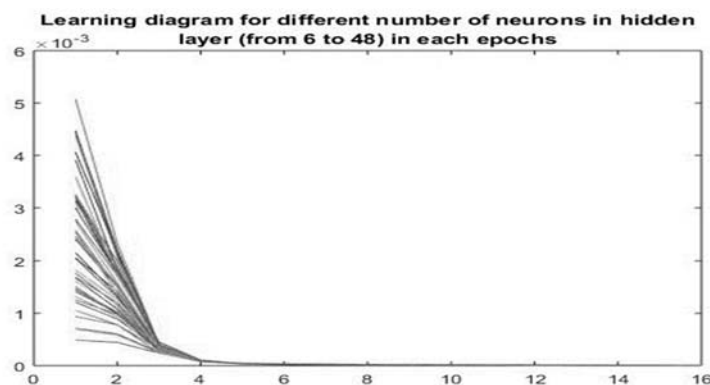 Learning diagram for different number of neurons in hidden
layer (from 6 to 48) in each epochs
×10-3
6
5
4
3
2
1
0
0 2 4 6 8 10 12 14 16